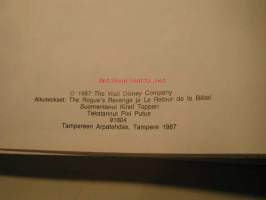 © 1987 The Walt Disney Company
Alkuteokset: The Rogue's Revenge ja Le Retour de la Bête!
Suomentanut Kirsti Toppari
Tekstannut Pixi Putus
91604
Tampereen Arpatehdas, Tampere 1987